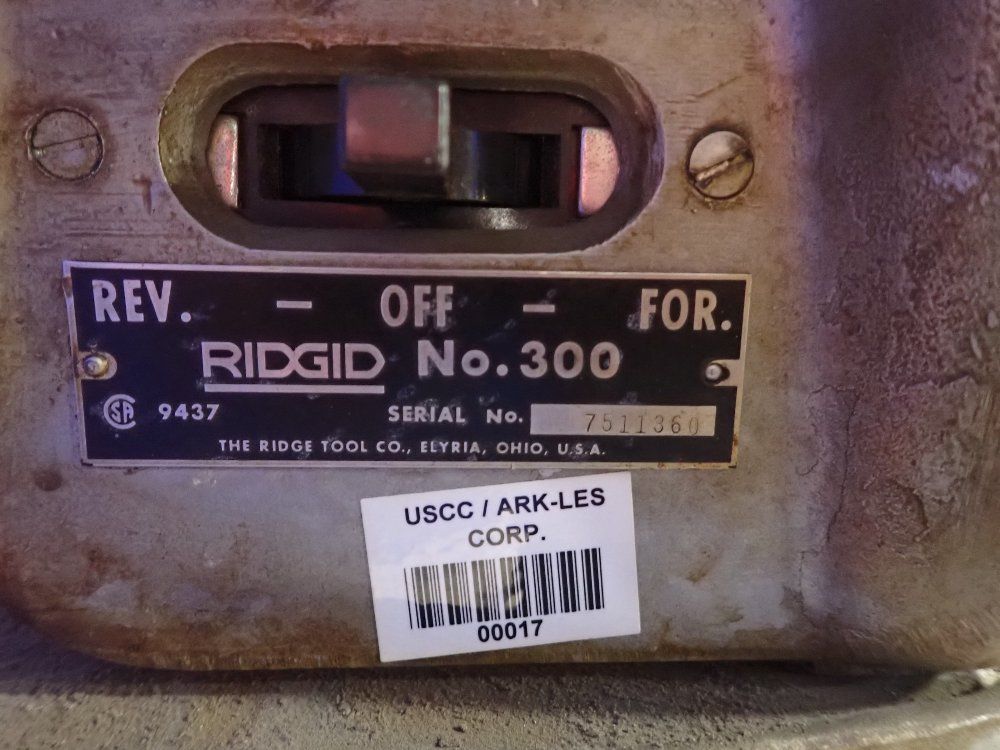 REV. — OFF — FOR.
RIDGID No. 300
CSA 9437 SERIAL No. 7511360
THE RIDGE TOOL CO., ELYRIA, OHIO, U.S.A.
USCC / ARK-LES
CORP.
00017